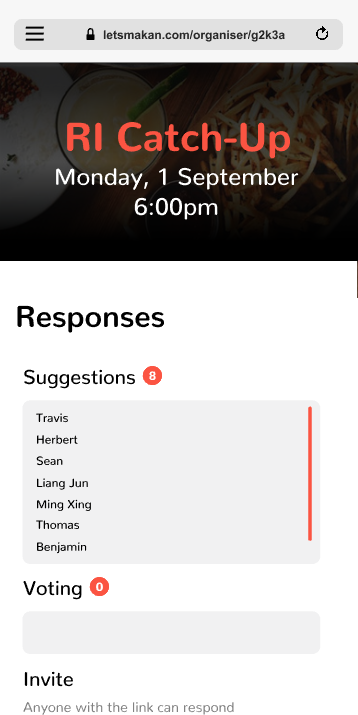 letsmakan.com/organiser/g2k3a
RI Catch-Up
Monday, 1 September
6:00pm
Responses
Suggestions 8
Travis
Herbert
Sean
Liang Jun
Ming Xing
Thomas
Benjamin
Voting 0
Invite
Anyone with the link can respond